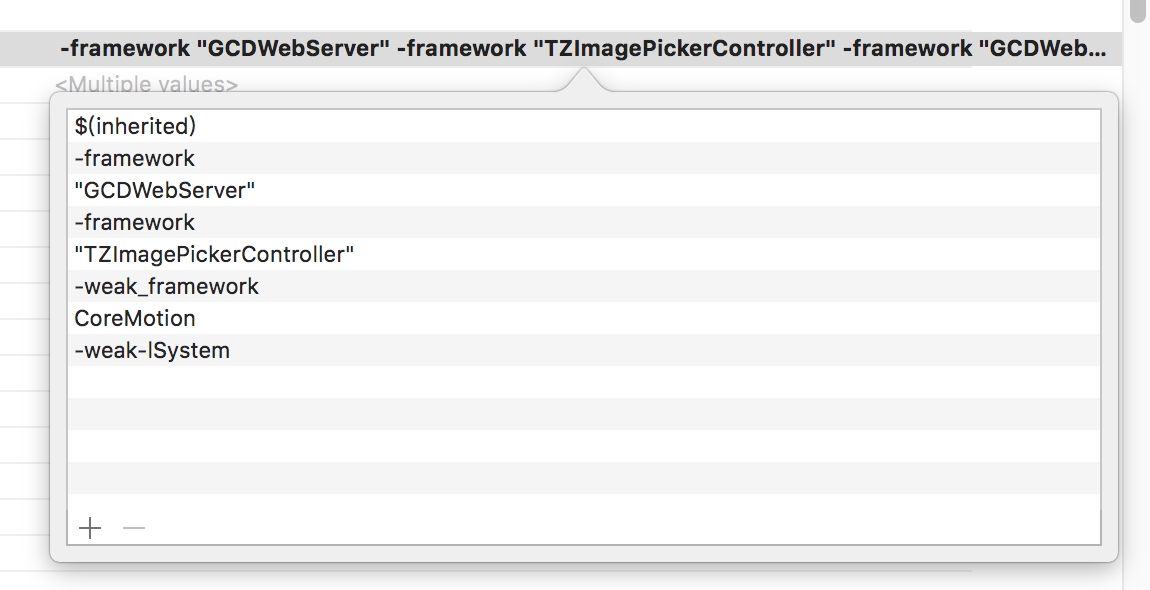 -framework "GCDWebServer" -framework "TZImagePickerController" -framework "GCDWeb...
<Multiple values>
$(inherited)
-framework
"GCDWebServer"
-framework
"TZImagePickerController"
-weak_framework
CoreMotion
-weak-lSystem